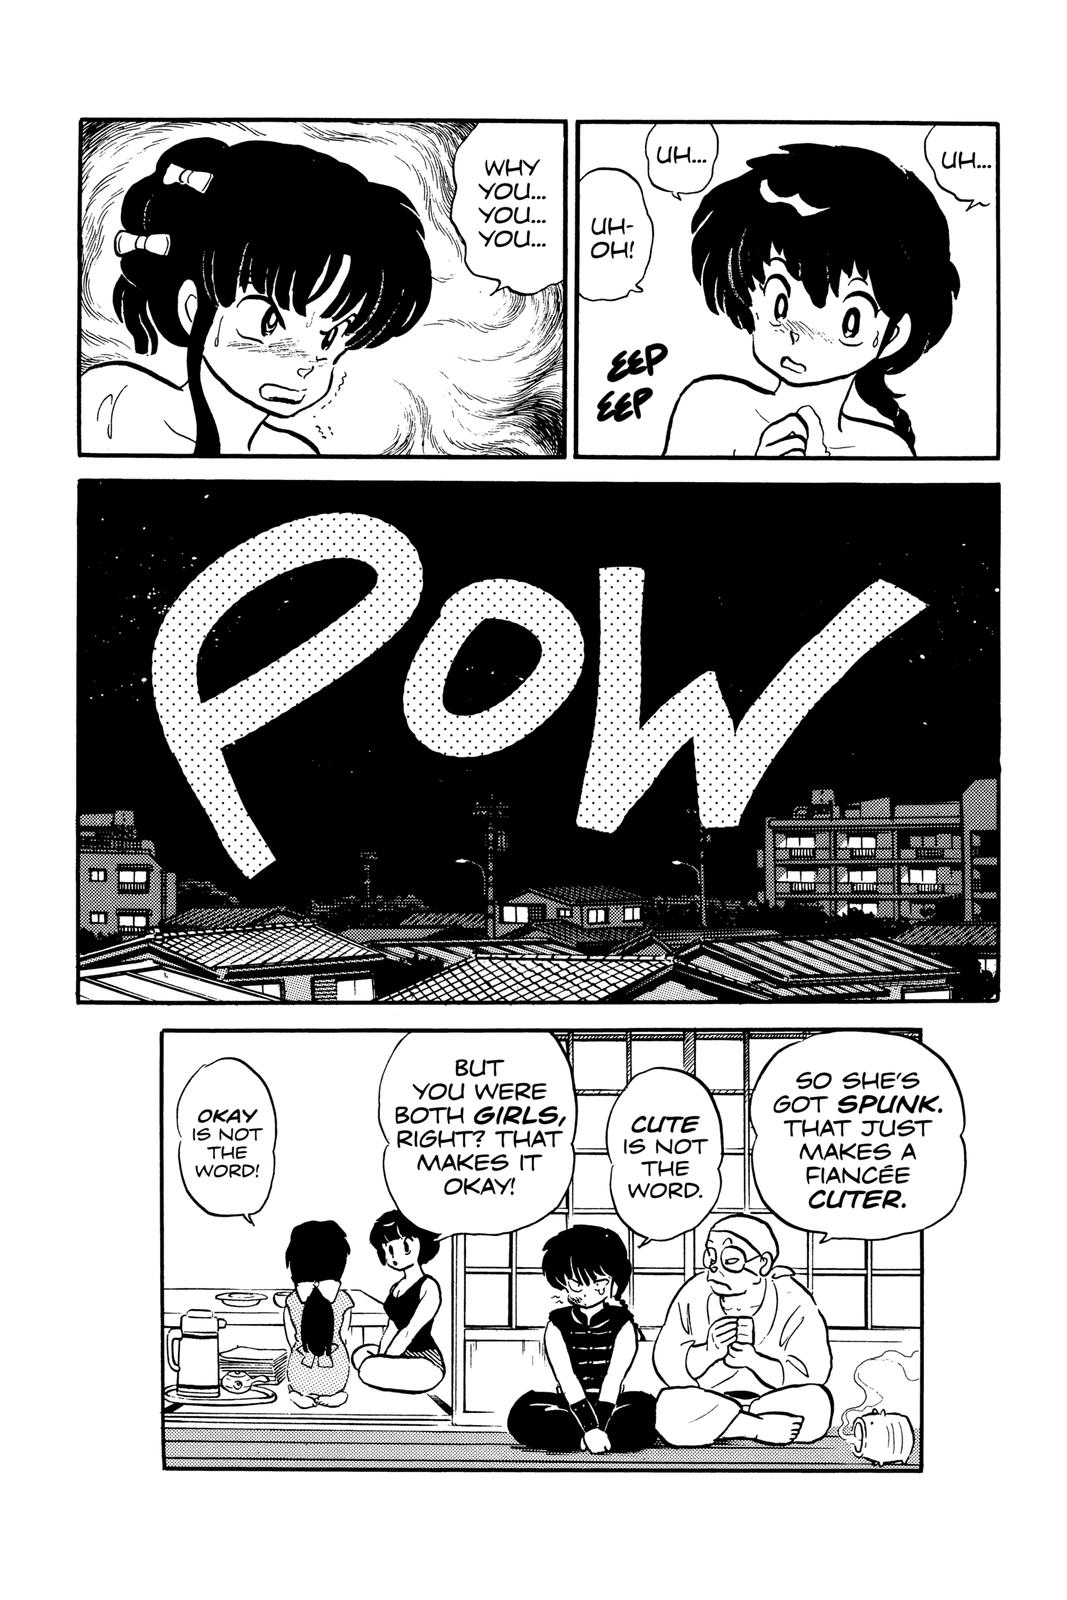 WHY
YOU...
YOU...
YOU...
UH...
UH...
UH-
OH!
EEP
EEP
POW
OKAY
IS NOT
THE
WORD!
BUT
YOU WERE
BOTH GIRLS,
RIGHT? THAT
MAKES IT
OKAY!
CUTE
IS NOT
THE
WORD.
SO SHE'S
GOT SPUNK.
THAT JUST
MAKES A
FIANCÉE
CUTER.